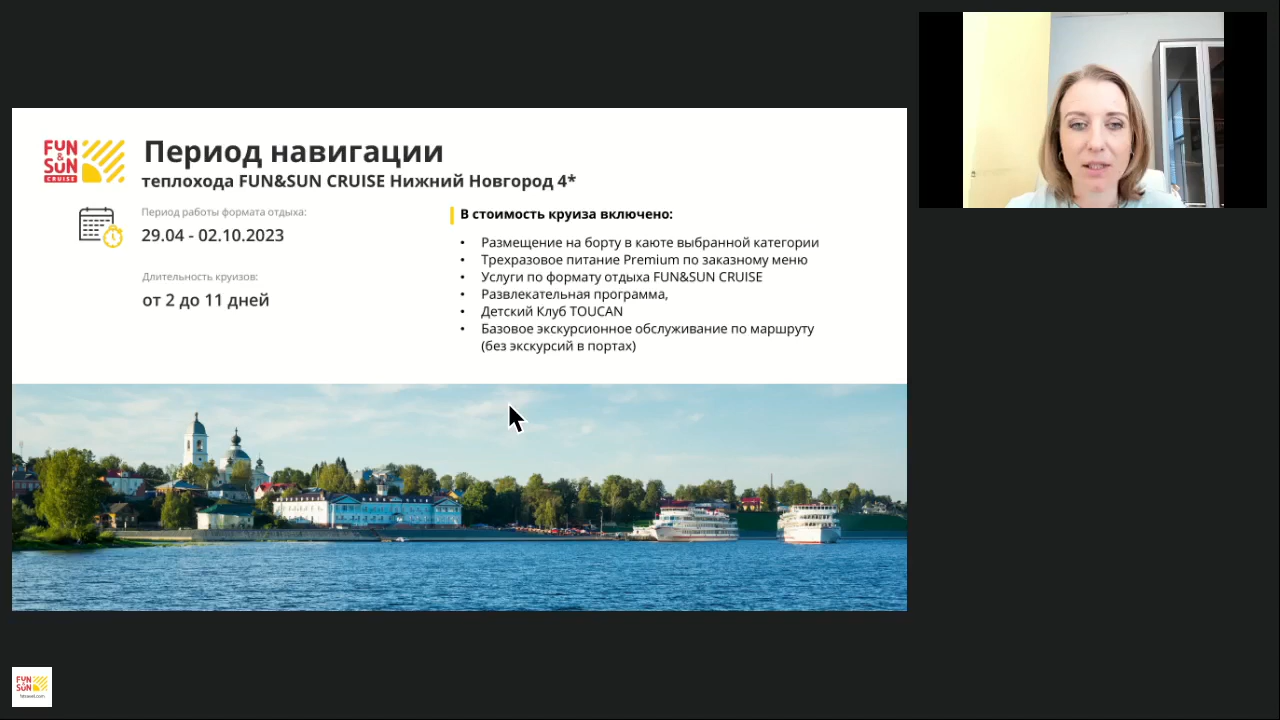 FUN
&
SUN
CRUISE
Период навигации
теплохода FUN&SUN CRUISE Нижний Новгород 4*
Период работы формата отдыха:
29.04 - 02.10.2023
Длительность круизов:
от 2 до 11 дней
В стоимость круиза включено:
• Размещение на борту в каюте выбранной категории
• Трехразовое питание Premium по заказному меню
• Услуги по формату отдыха FUN&SUN CRUISE
• Развлекательная программа,
• Детский Клуб TOUCAN
• Базовое экскурсионное обслуживание по маршруту
(без экскурсий в портах)
FUN
&
SUN
fstravel.com